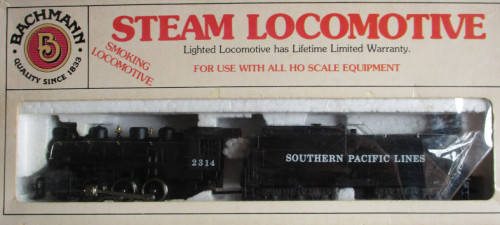 BACHMANN
B
QUALITY SINCE 1833
STEAM LOCOMOTIVE
Lighted Locomotive has Lifetime Limited Warranty.
SMOKING
LOCOMOTIVE
FOR USE WITH ALL HO SCALE EQUIPMENT
2314
SOUTHERN PACIFIC LINES